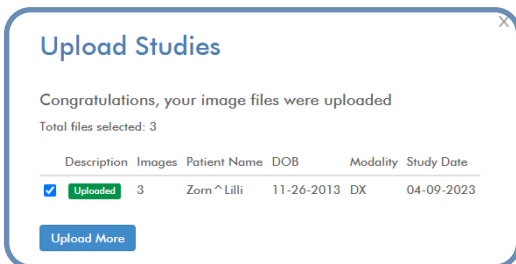 X
Upload Studies
Congratulations, your image files were uploaded
Total files selected: 3
Description Images Patient Name DOB Modality Study Date
Uploaded 3 Zorn^Lilli 11-26-2013 DX 04-09-2023
Upload More